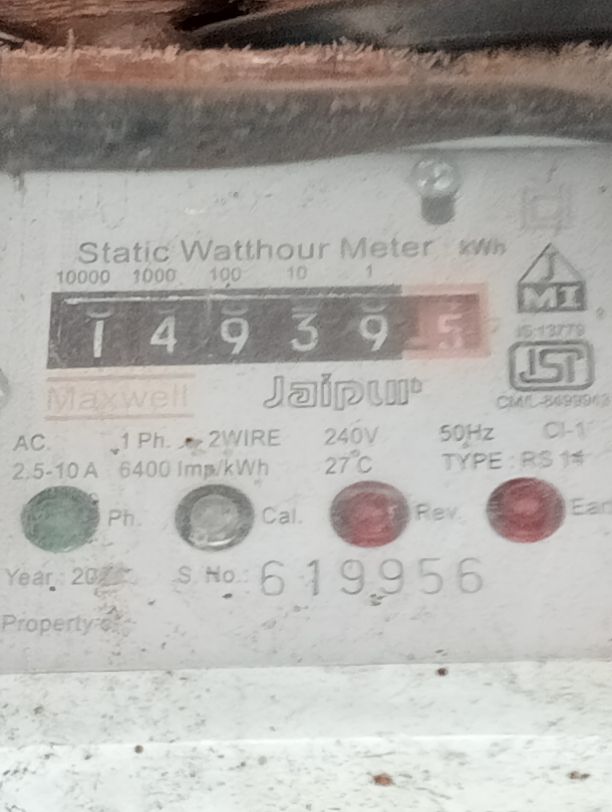 Static Watthour Meter kWh
10000 1000 100 10 1
1 4 9 3 9 5
MI
IS:13779
Maxwell Jaipur
AC. 1 Ph. 2WIRE 240V 50Hz Cl-1
2.5-10 A 6400 Imp/kWh 27°C TYPE : RS 14
Ph. Cal. Rev.
Year : S. No.: 619956
Property